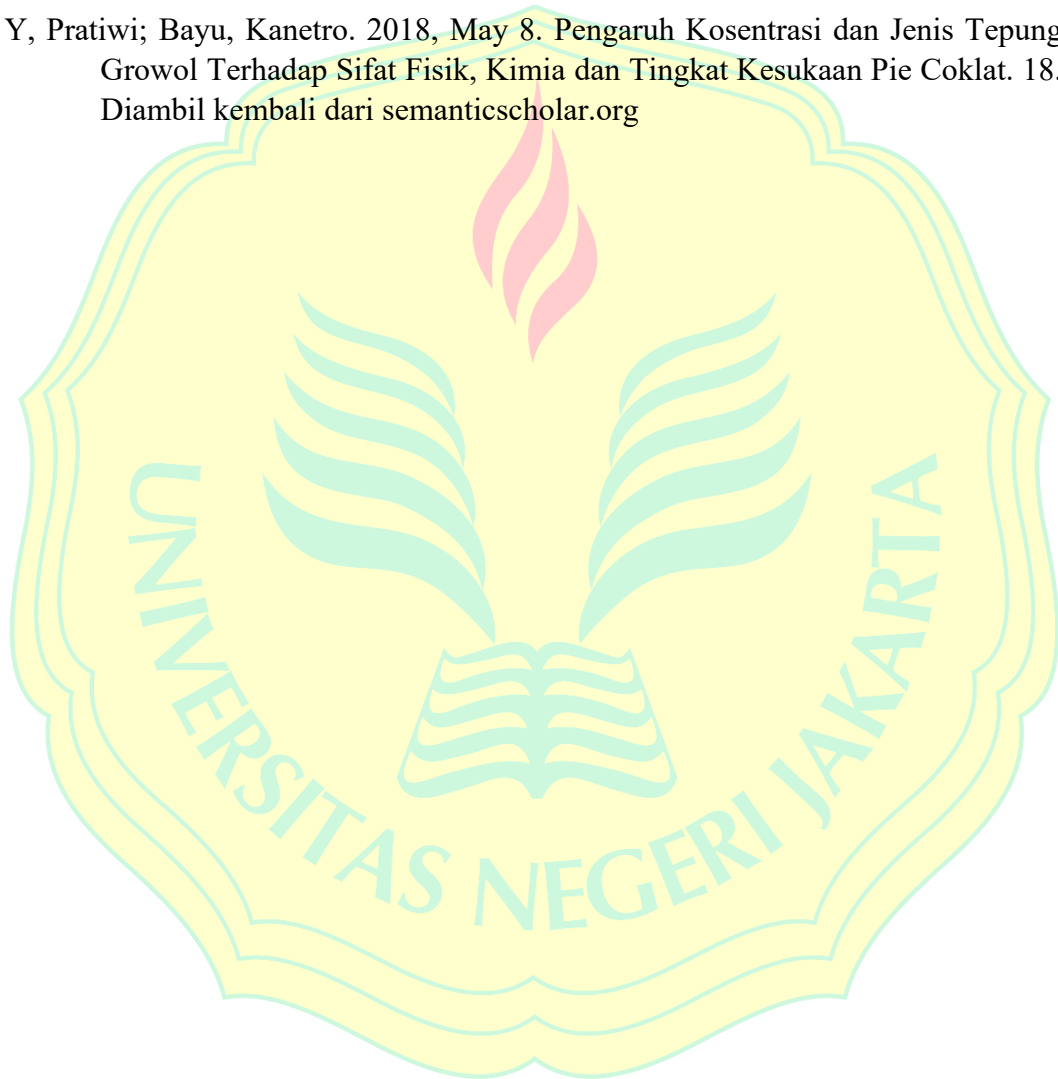 Y, Pratiwi; Bayu, Kanetro. 2018, May 8. Pengaruh Kosentrasi dan Jenis Tepung
Growol Terhadap Sifat Fisik, Kimia dan Tingkat Kesukaan Pie Coklat. 18.
Diambil kembali dari semanticscholar.org
UNIVERSITAS NEGERI JAKARTA